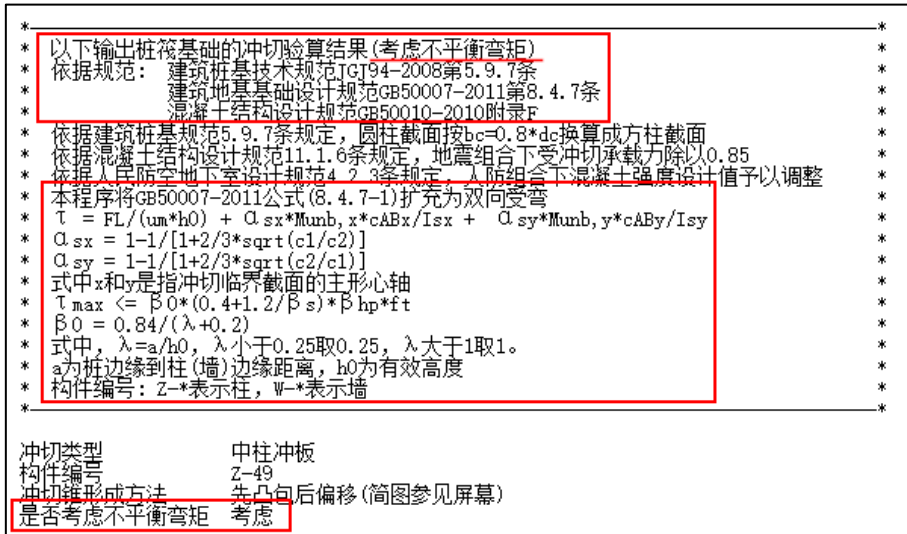 *————————————————————————*
* 以下输出桩筏基础的冲切验算结果(考虑不平衡弯矩) *
* 依据规范: 建筑桩基技术规范JGJ94-2008第5.9.7条 *
* 建筑地基基础设计规范GB50007-2011第8.4.7条 *
* 混凝土结构设计规范GB50010-2010附录F *
* 依据建筑桩基规范5.9.7条规定, 圆柱截面按bc=0.8*dc换算成方柱截面 *
* 依据混凝土结构设计规范11.1.6条规定, 地震组合下受冲切承载力除以0.85 *
* 依据人民防空地下室设计规范4.2.3条规定, 人防组合下混凝土强度设计值予以调整 *
* 本程序将GB50007-2011公式(8.4.7-1)扩充为双向受弯 *
* τ = FL/(um*h0) + αsx*Munb,x*cABx/Isx + αsy*Munb,y*cABy/Isy *
* αsx = 1-1/[1+2/3*sqrt(c1/c2)] *
* αsy = 1-1/[1+2/3*sqrt(c2/c1)] *
* 式中x和y是指冲切临界截面的主形心轴 *
* τmax <= β0*(0.4+1.2/βs)*βhp*ft *
* β0 = 0.84/(λ+0.2) *
* 式中, λ=a/h0, λ小于0.25取0.25, λ大于1取1。 *
* a为桩边缘到柱(墙)边缘距离, h0为有效高度 *
* 构件编号: Z-*表示柱, W-*表示墙 *
*————————————————————————*
冲切类型 中柱冲板
构件编号 Z-49
冲切锥形成方法 先凸包后偏移(简图参见屏幕)
是否考虑不平衡弯矩 考虑